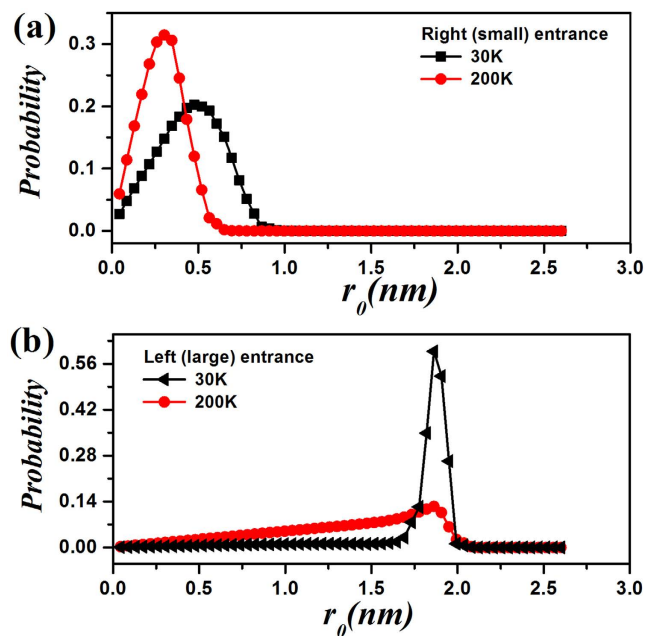 (a)
Right (small) entrance
30K
200K
Probability
0.3
0.2
0.1
0.0
0.0 0.5 1.0 1.5 2.0 2.5 3.0
r0(nm)
(b)
Left (large) entrance
30K
200K
Probability
0.56
0.42
0.28
0.14
0.00
0.0 0.5 1.0 1.5 2.0 2.5 3.0
r0(nm)